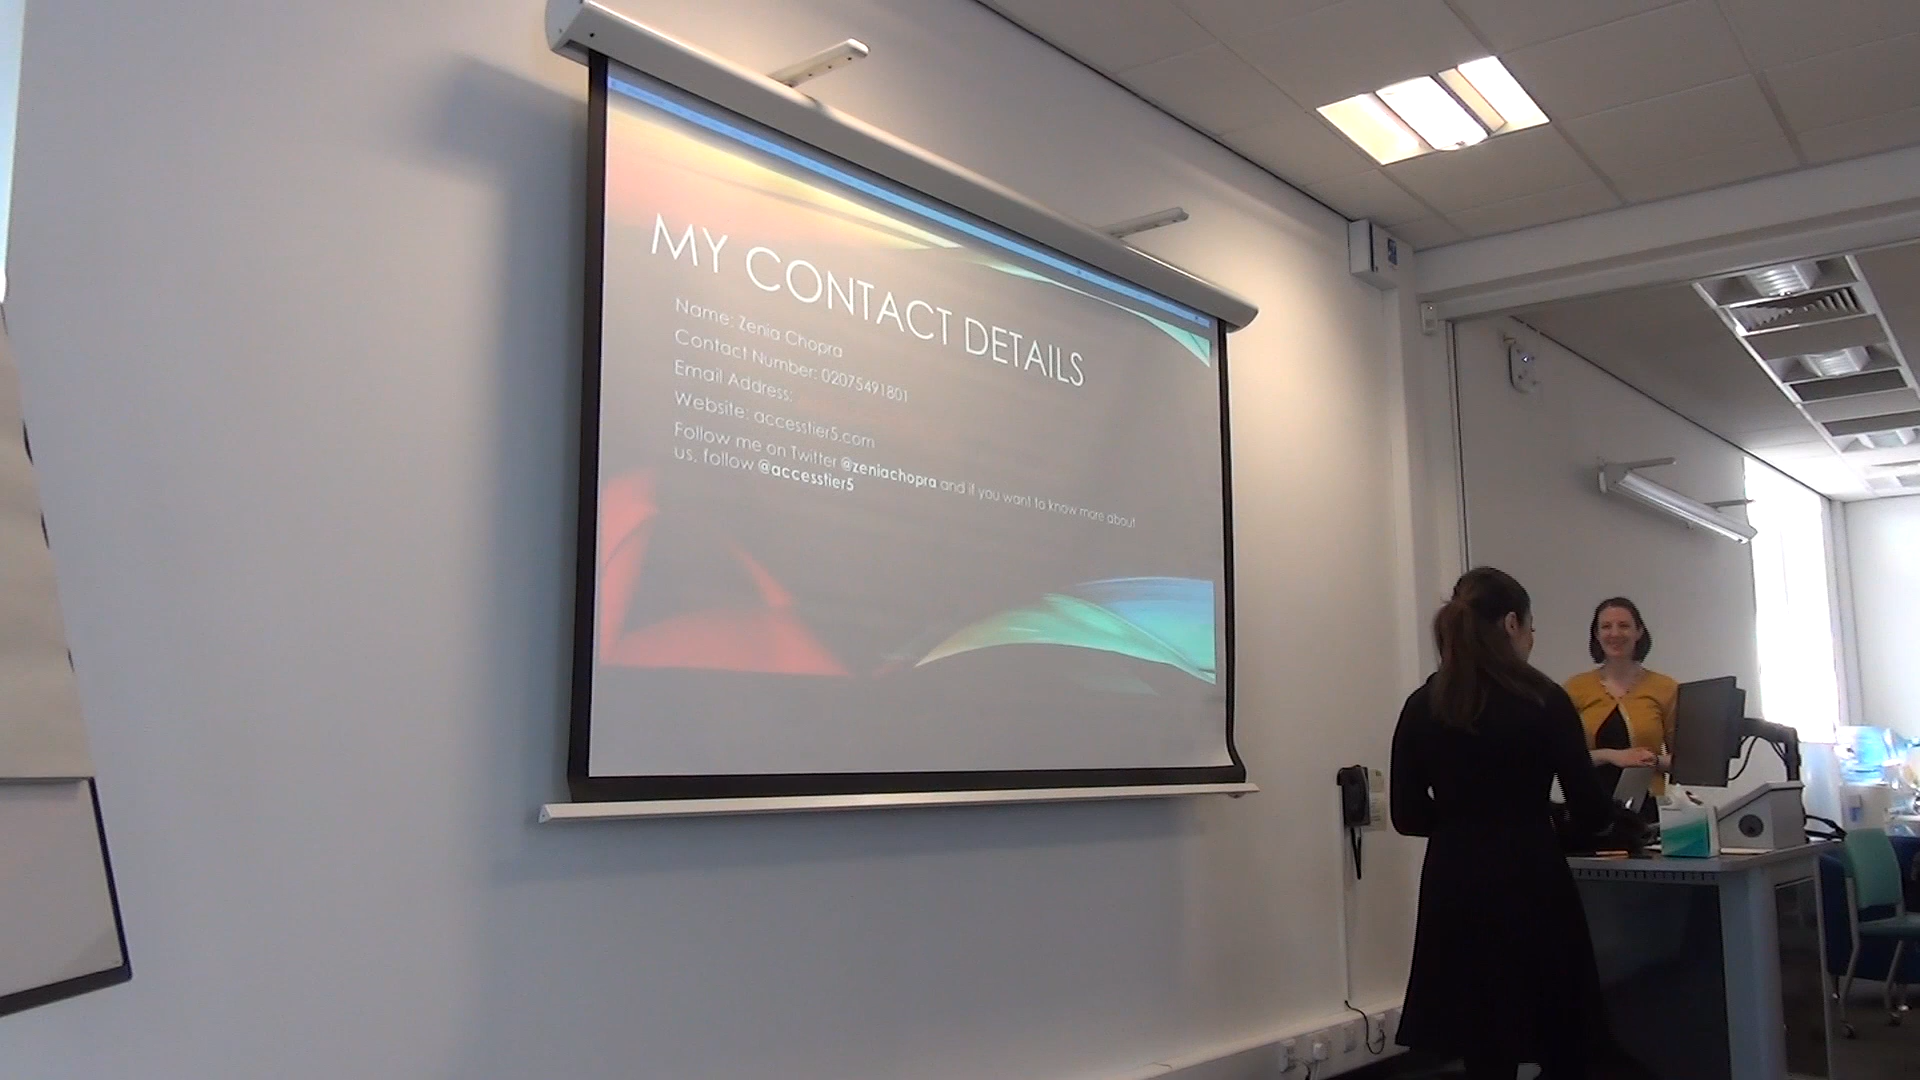 MY CONTACT DETAILS
Name: Zenia Chopra
Contact Number: 02075491801
Email Address:
Website: accesstier5.com
Follow me on Twitter @zeniachopra and if you want to know more about
us, follow @accesstier5